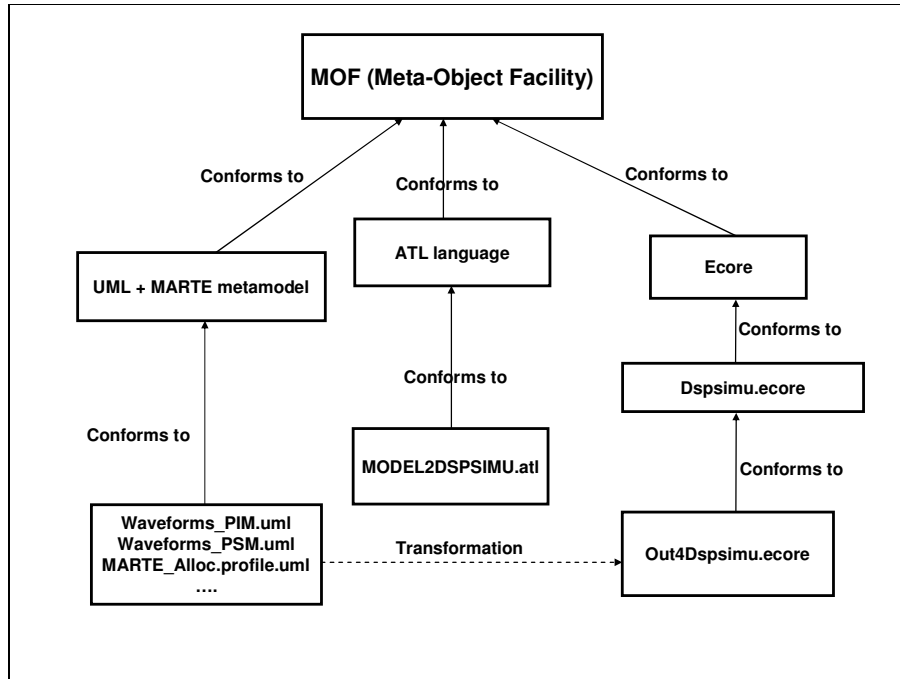 MOF (Meta-Object Facility)
Conforms to
Conforms to
Conforms to
UML + MARTE metamodel
ATL language
Ecore
Conforms to
Conforms to
Conforms to
Dspsimu.ecore
MODEL2DSPSIMU.atl
Conforms to
Waveforms_PIM.uml
Waveforms_PSM.uml
MARTE_Alloc.profile.uml
....
Transformation
Out4Dspsimu.ecore